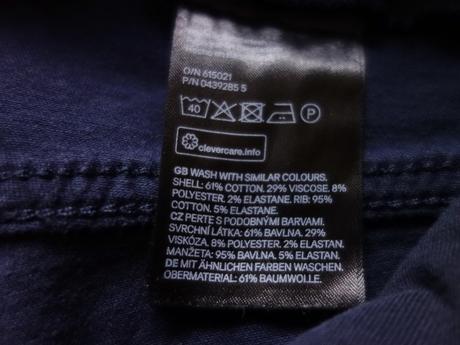 O/N 615021
P/N 0439285 5
40 P
clevercare.info
GB WASH WITH SIMILAR COLOURS.
SHELL: 61% COTTON. 29% VISCOSE. 8%
POLYESTER. 2% ELASTANE. RIB: 95%
COTTON. 5% ELASTANE.
CZ PERTE S PODOBNÝMI BARVAMI.
SVRCHNÍ LÁTKA: 61% BAVLNA. 29%
VISKÓZA. 8% POLYESTER. 2% ELASTAN.
MANŽETA: 95% BAVLNA. 5% ELASTAN.
DE MIT ÄHNLICHEN FARBEN WASCHEN.
OBERMATERIAL: 61% BAUMWOLLE.